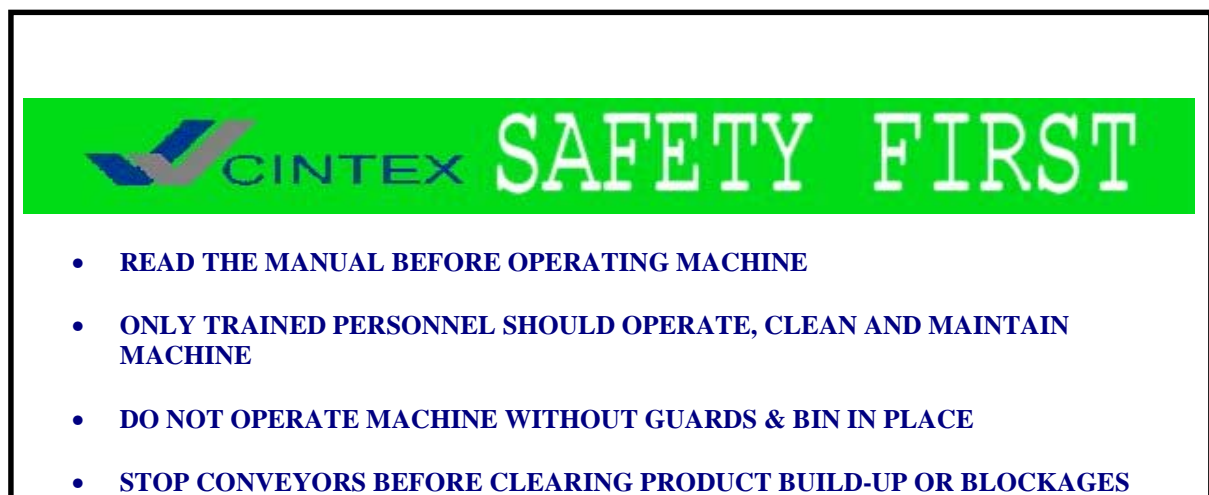 CINTEX SAFETY FIRST
• READ THE MANUAL BEFORE OPERATING MACHINE
• ONLY TRAINED PERSONNEL SHOULD OPERATE, CLEAN AND MAINTAIN
MACHINE
• DO NOT OPERATE MACHINE WITHOUT GUARDS & BIN IN PLACE
• STOP CONVEYORS BEFORE CLEARING PRODUCT BUILD-UP OR BLOCKAGES